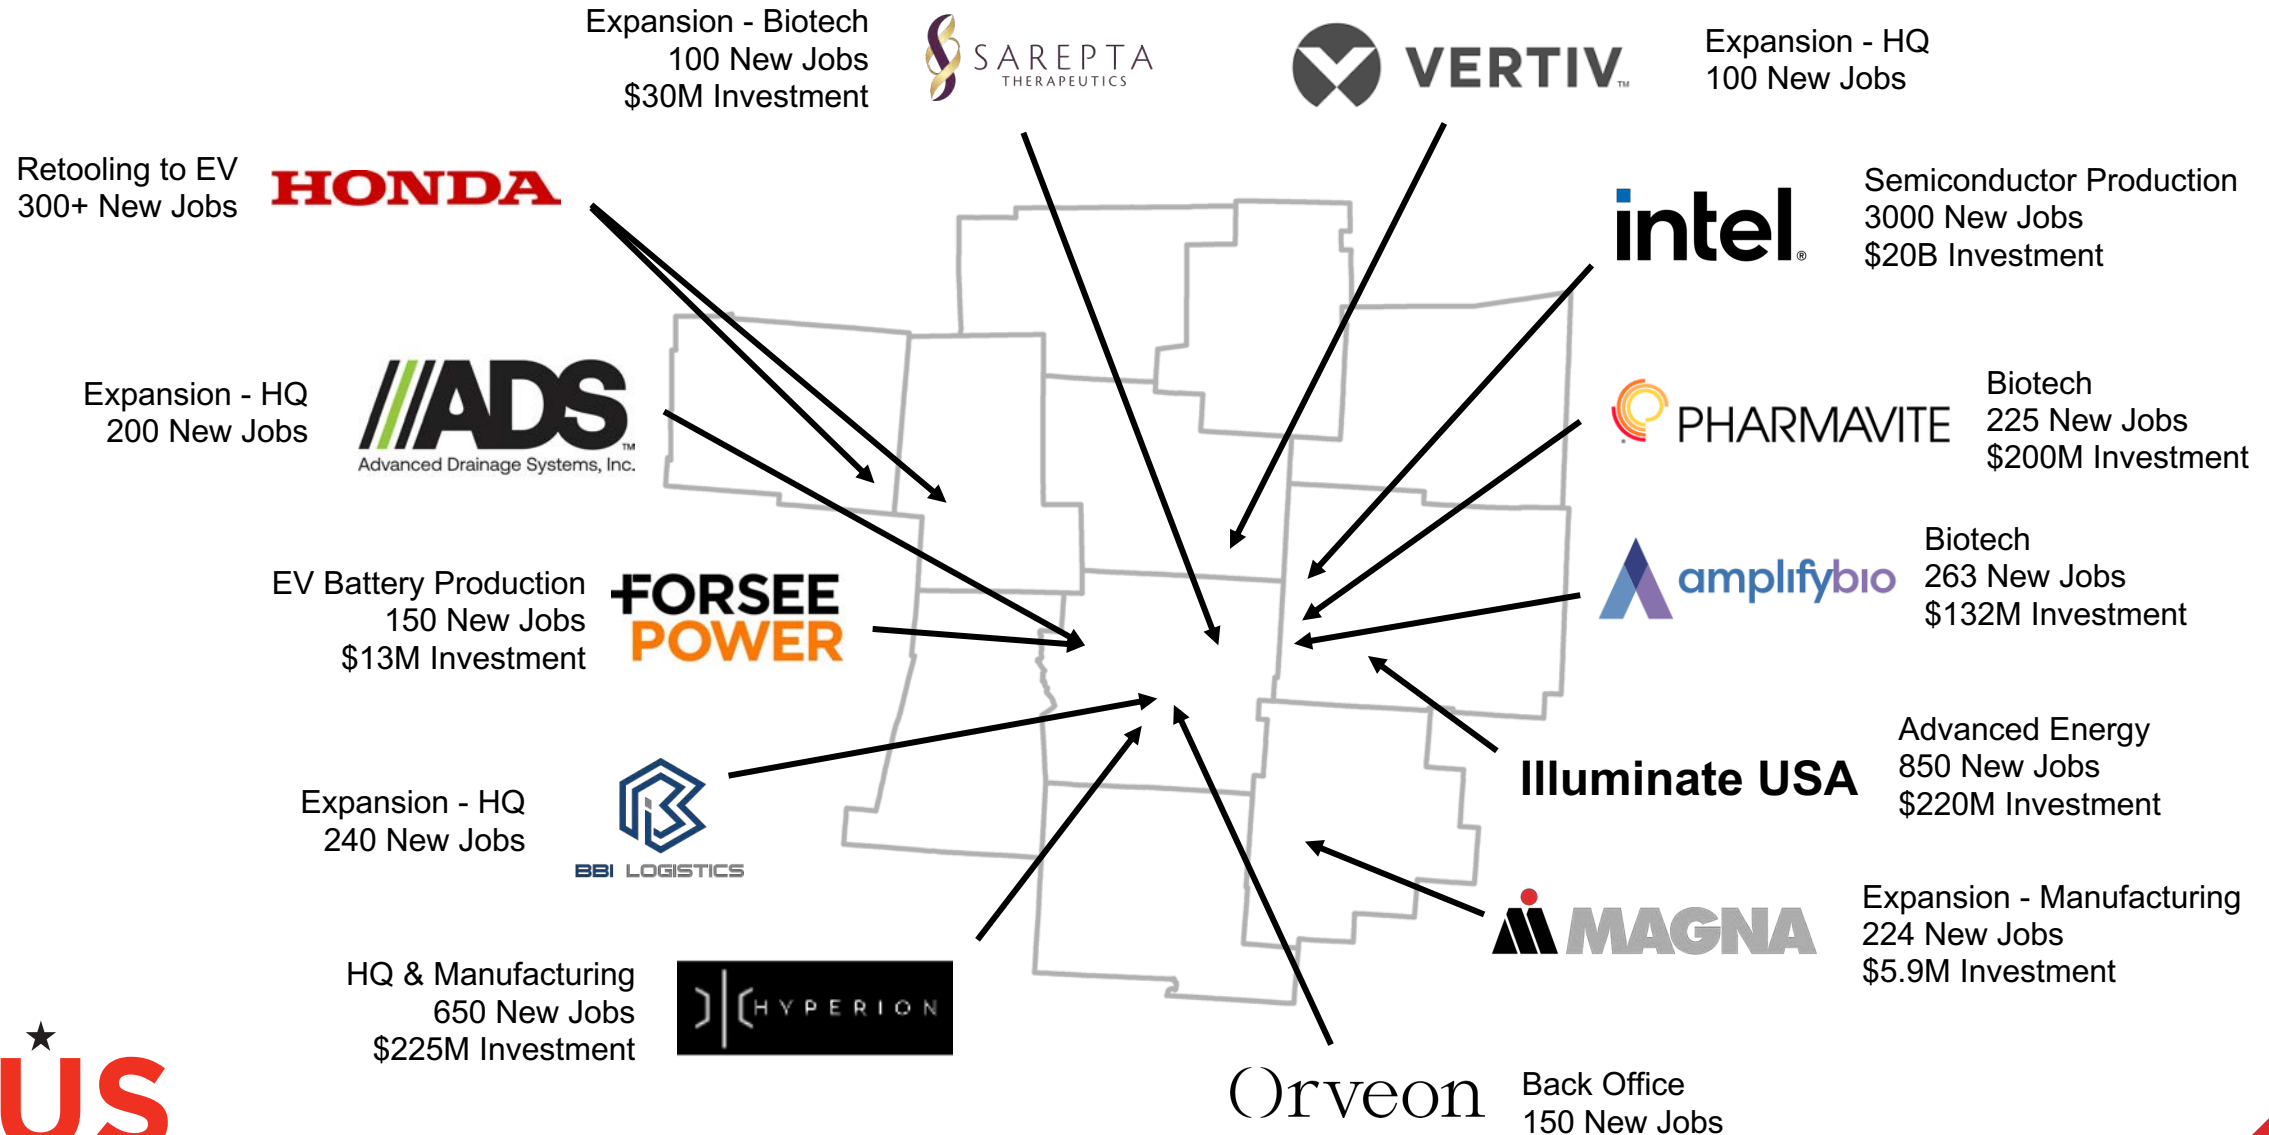 Expansion - Biotech
100 New Jobs
$30M Investment
SAREPTA
THERAPEUTICS
VERTIV™
Expansion - HQ
100 New Jobs
Retooling to EV
300+ New Jobs
HONDA
intel®
Semiconductor Production
3000 New Jobs
$20B Investment
Expansion - HQ
200 New Jobs
ADS™
Advanced Drainage Systems, Inc.
PHARMAVITE
Biotech
225 New Jobs
$200M Investment
EV Battery Production
150 New Jobs
$13M Investment
FORSEE
POWER
amplifybio
Biotech
263 New Jobs
$132M Investment
Expansion - HQ
240 New Jobs
BBI LOGISTICS
Illuminate USA
Advanced Energy
850 New Jobs
$220M Investment
HQ & Manufacturing
650 New Jobs
$225M Investment
HYPERION
MAGNA
Expansion - Manufacturing
224 New Jobs
$5.9M Investment
Orveon
Back Office
150 New Jobs
US